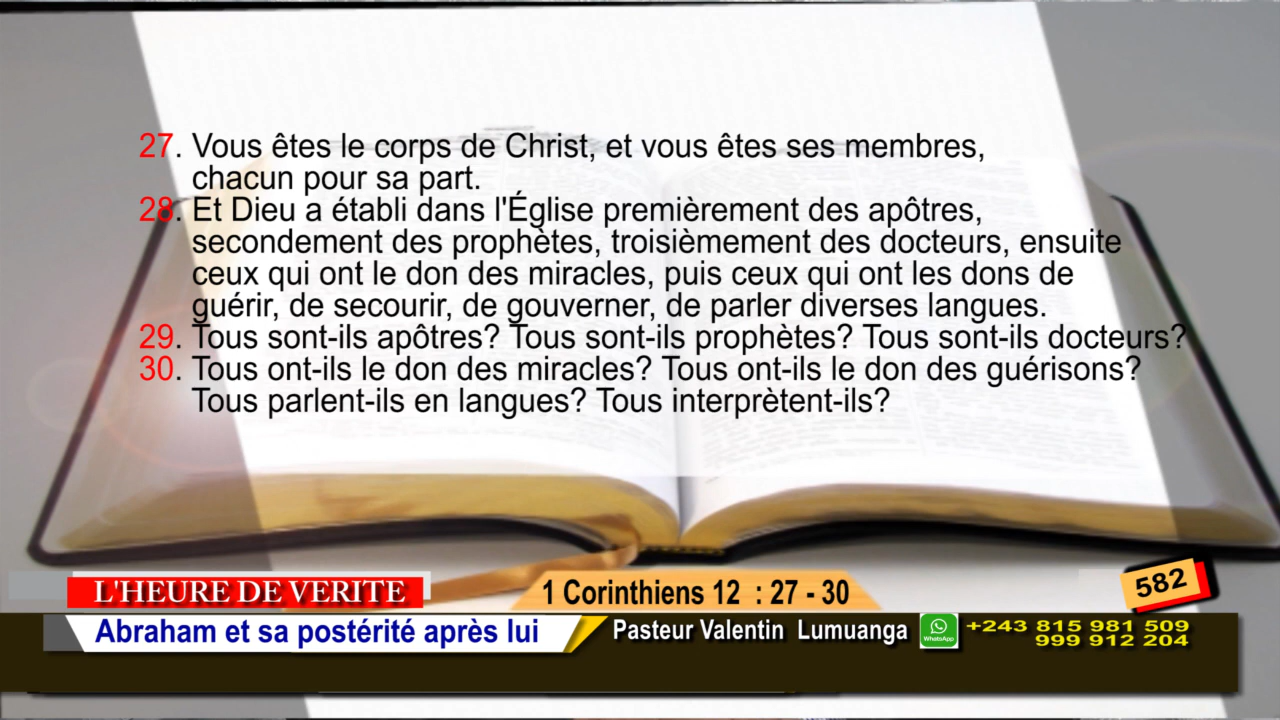 27. Vous êtes le corps de Christ, et vous êtes ses membres,
chacun pour sa part.
28. Et Dieu a établi dans l'Église premièrement des apôtres,
secondement des prophètes, troisièmement des docteurs, ensuite
ceux qui ont le don des miracles, puis ceux qui ont les dons de
guérir, de secourir, de gouverner, de parler diverses langues.
29. Tous sont-ils apôtres? Tous sont-ils prophètes? Tous sont-ils docteurs?
30. Tous ont-ils le don des miracles? Tous ont-ils le don des guérisons?
Tous parlent-ils en langues? Tous interprètent-ils?
L'HEURE DE VERITE
1 Corinthiens 12 : 27 - 30
582
Abraham et sa postérité après lui
Pasteur Valentin Lumuanga
WhatsApp
+243 815 981 509
999 912 204